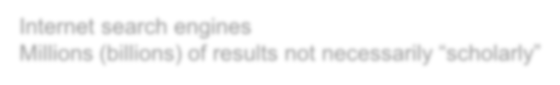 Internet search engines
Millions (billions) of results not necessarily “scholarly”